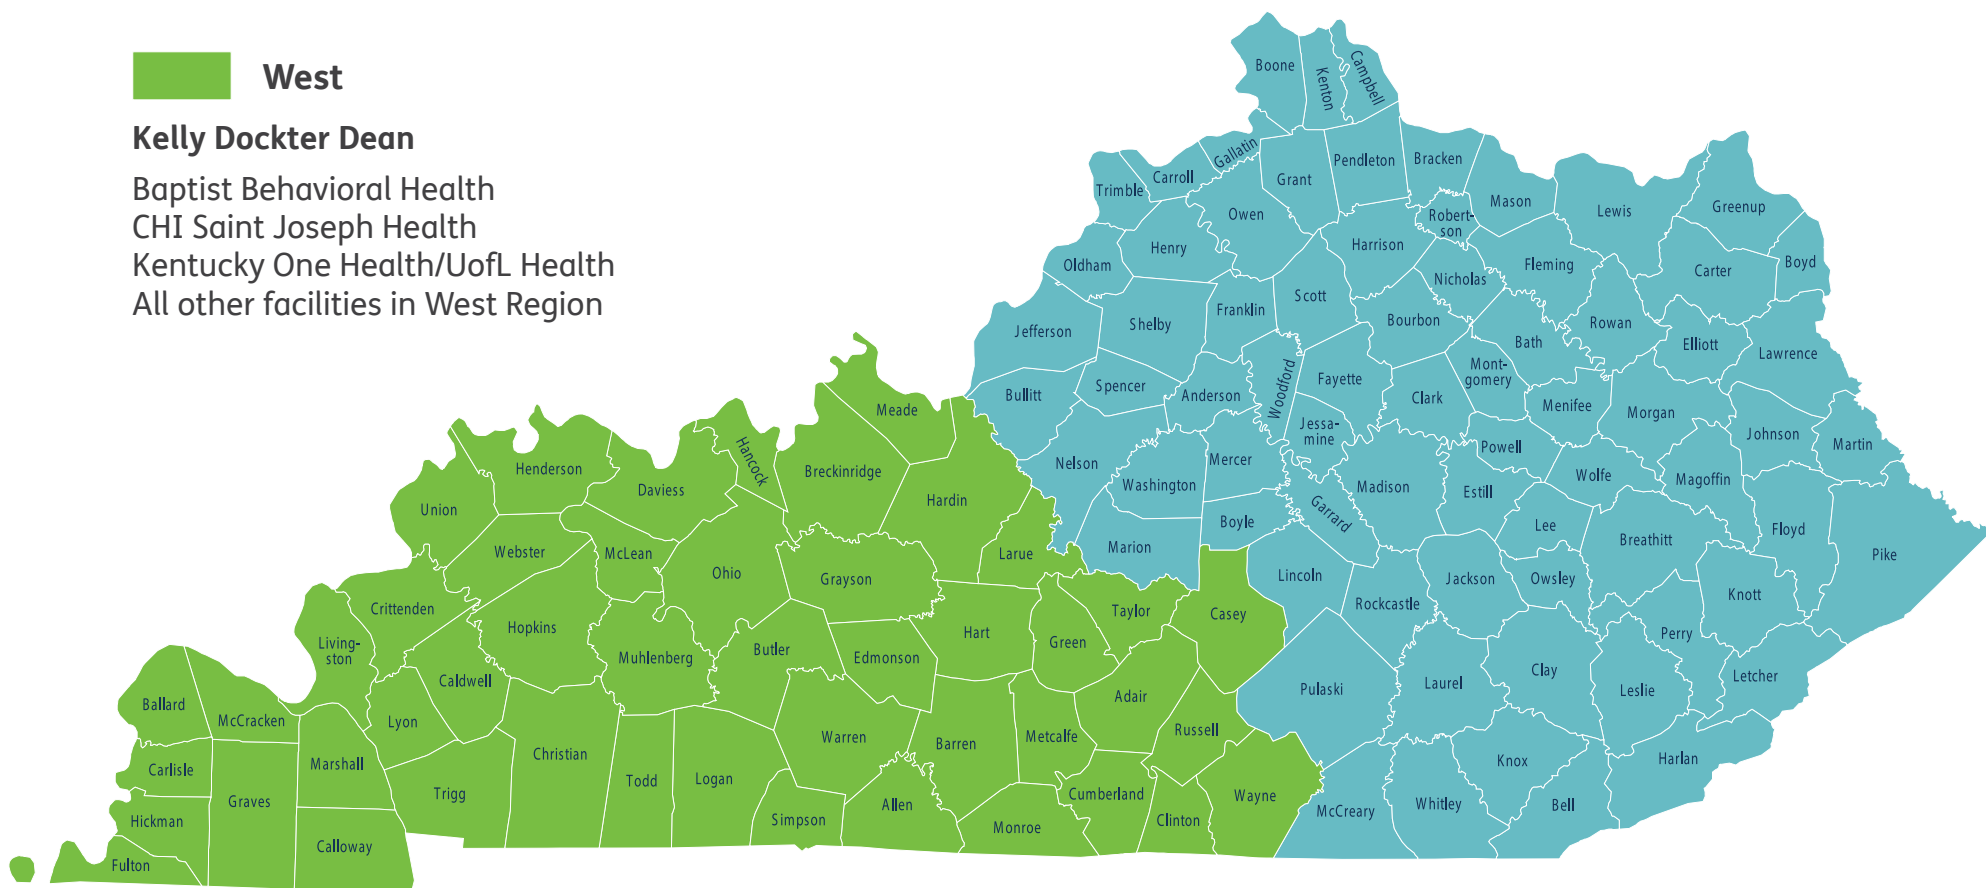 West
Kelly Dockter Dean
Baptist Behavioral Health
CHI Saint Joseph Health
Kentucky One Health/UofL Health
All other facilities in West Region
Boone
Kenton
Campbell
Gallatin
Pendleton
Bracken
Grant
Carroll
Trimble
Mason
Lewis
Greenup
Owen
Robert-
son
Henry
Harrison
Oldham
Fleming
Nicholas
Carter
Boyd
Scott
Franklin
Shelby
Jefferson
Bourbon
Rowan
Bath
Elliott
Lawrence
Mont-
gomery
Woodford
Fayette
Spencer
Anderson
Bullitt
Clark
Menifee
Morgan
Meade
Jessa-
mine
Johnson
Martin
Powell
Hancock
Henderson
Breckinridge
Nelson
Mercer
Washington
Wolfe
Magoffin
Daviess
Madison
Estill
Hardin
Union
Garrard
Boyle
Lee
Floyd
Breathitt
Pike
Webster
McLean
Larue
Marion
Ohio
Grayson
Lincoln
Jackson
Owsley
Knott
Crittenden
Rockcastle
Taylor
Casey
Hopkins
Hart
Green
Perry
Living-
ston
Muhlenberg
Butler
Edmonson
Clay
Letcher
Caldwell
Laurel
Pulaski
Leslie
Adair
Ballard
McCracken
Lyon
Russell
Warren
Barren
Metcalfe
Christian
Knox
Harlan
Carlisle
Marshall
Todd
Logan
Trigg
Cumberland
Wayne
Graves
Allen
Whitley
Bell
McCreary
Hickman
Simpson
Monroe
Clinton
Calloway
Fulton